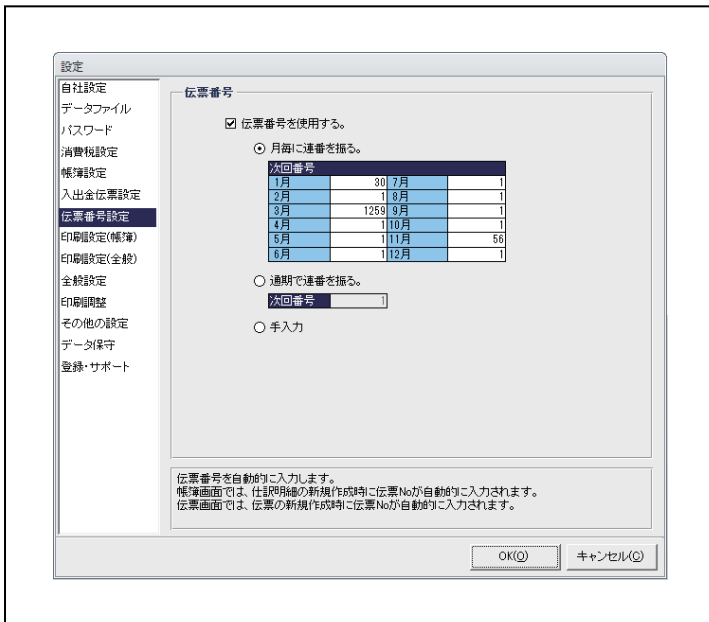 設定
自社設定
データファイル
パスワード
消費税設定
帳簿設定
入出金伝票設定
伝票番号設定
印刷設定(帳簿)
印刷設定(全般)
全般設定
印刷調整
その他の設定
データ保守
登録・サポート
伝票番号
伝票番号を使用する。
月毎に連番を振る。
次回番号
1月 30 7月 1
2月 1 8月 1
3月 1259 9月 1
4月 1 10月 1
5月 1 11月 56
6月 1 12月 1
通期で連番を振る。
次回番号 1
手入力
伝票番号を自動的に入力します。
帳簿画面では、仕訳明細の新規作成時に伝票Noが自動的に入力されます。
伝票画面では、伝票の新規作成時に伝票Noが自動的に入力されます。
OK(O) キャンセル(C)